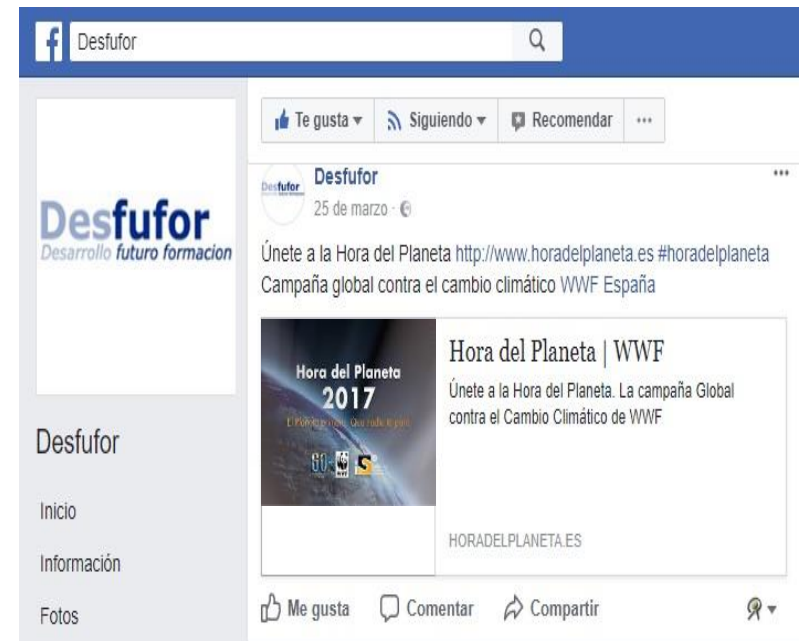 Desfufor
Te gusta
Siguiendo
Recomendar
Desfufor
Desarrollo futuro formacion
Desfufor
Inicio
Información
Fotos
Desfufor
Desfufor
25 de marzo
Únete a la Hora del Planeta http://www.horadelplaneta.es #horadelplaneta
Campaña global contra el cambio climático WWF España
Hora del Planeta
2017
60+ WWF
Hora del Planeta | WWF
Únete a la Hora del Planeta. La campaña Global
contra el Cambio Climático de WWF
HORADELPLANETA.ES
Me gusta
Comentar
Compartir